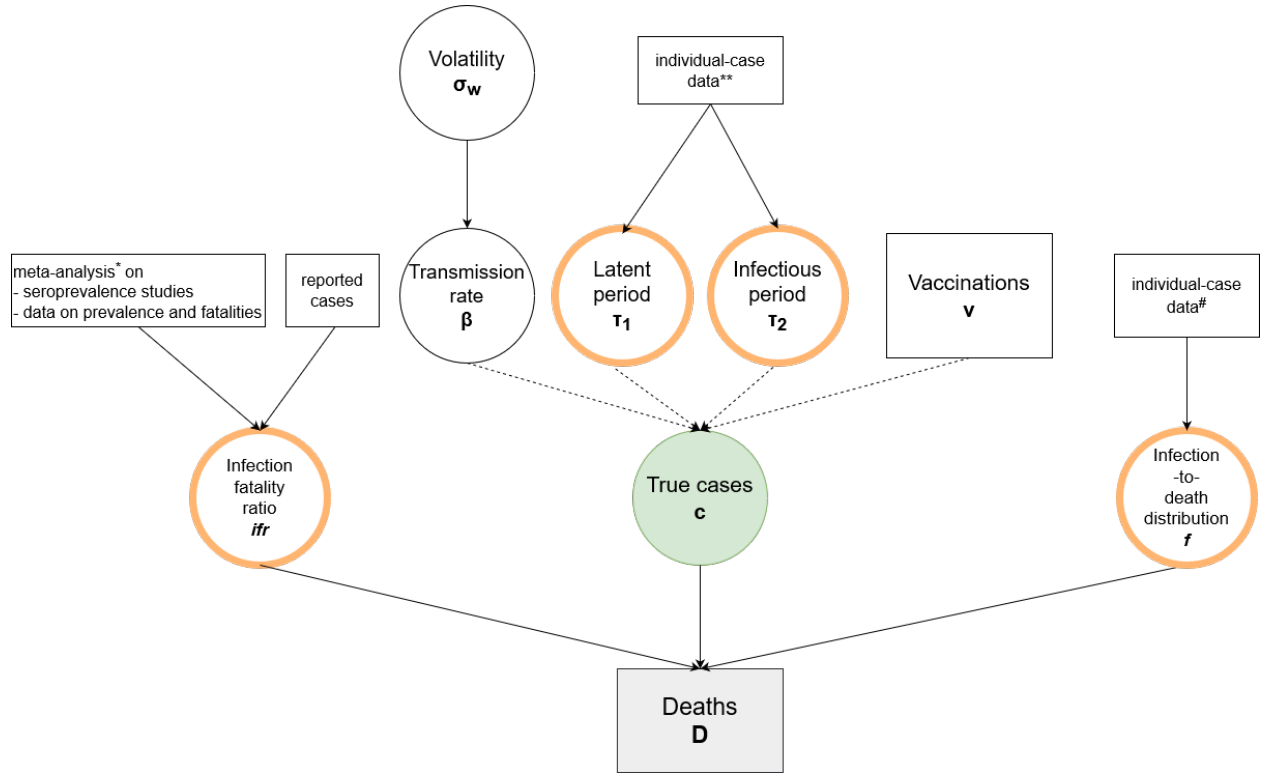 Volatility
σw
individual-case
data**
meta-analysis* on
- seroprevalence studies
- data on prevalence and fatalities
reported
cases
Transmission
rate
β
Latent
period
τ1
Infectious
period
τ2
Vaccinations
v
individual-case
data#
Infection
fatality
ratio
ifr
True cases
c
Infection
-to-
death
distribution
f
Deaths
D